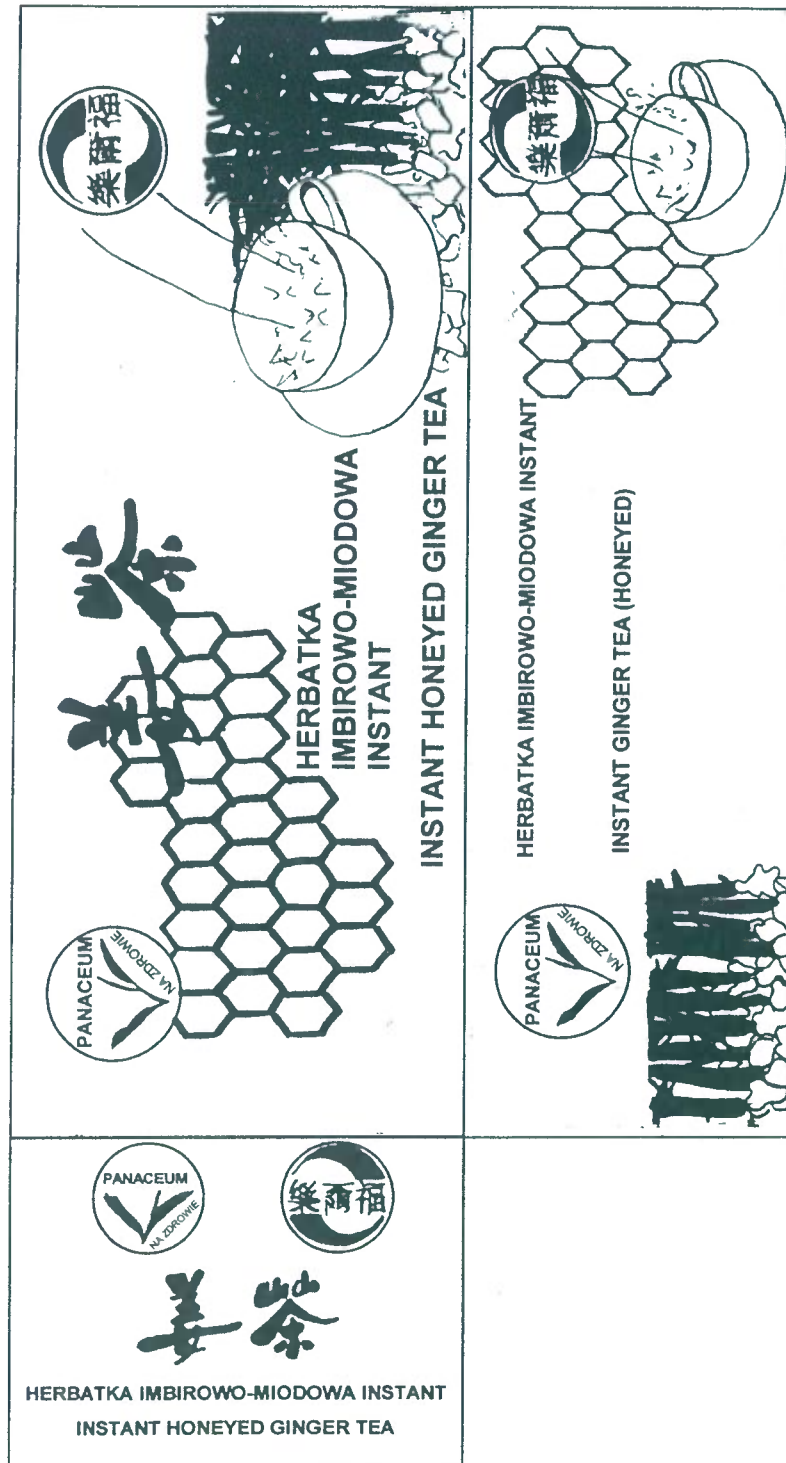 樂爾福
姜茶
HERBATKA
IMBIROWO-MIODOWA
INSTANT
INSTANT HONEYED GINGER TEA
PANACEUM
NA ZDROWIE
樂爾福
HERBATKA IMBIROWO-MIODOWA INSTANT
INSTANT GINGER TEA (HONEYED)
PANACEUM
NA ZDROWIE
PANACEUM
NA ZDROWIE
樂爾福
姜茶
HERBATKA IMBIROWO-MIODOWA INSTANT
INSTANT HONEYED GINGER TEA